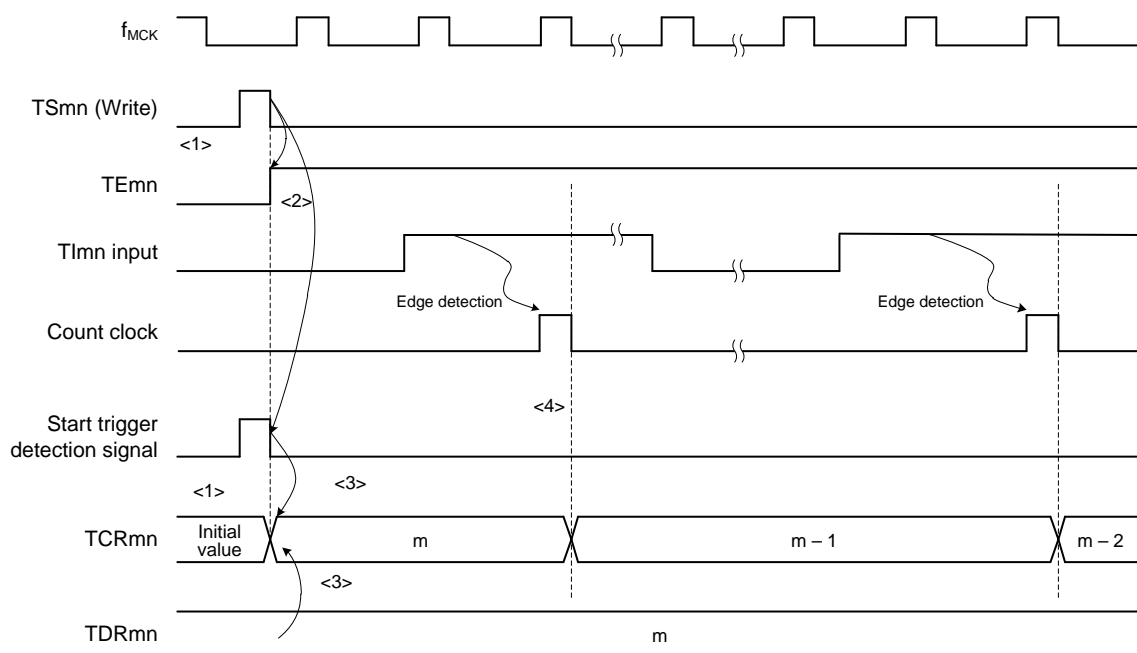 fMCK
TSmn (Write)
<1>
TEmn
<2>
TImn input
Edge detection
Edge detection
Count clock
<4>
Start trigger
detection signal
<3>
<1>
TCRmn
Initial
value
m
m – 1
m – 2
<3>
TDRmn
m